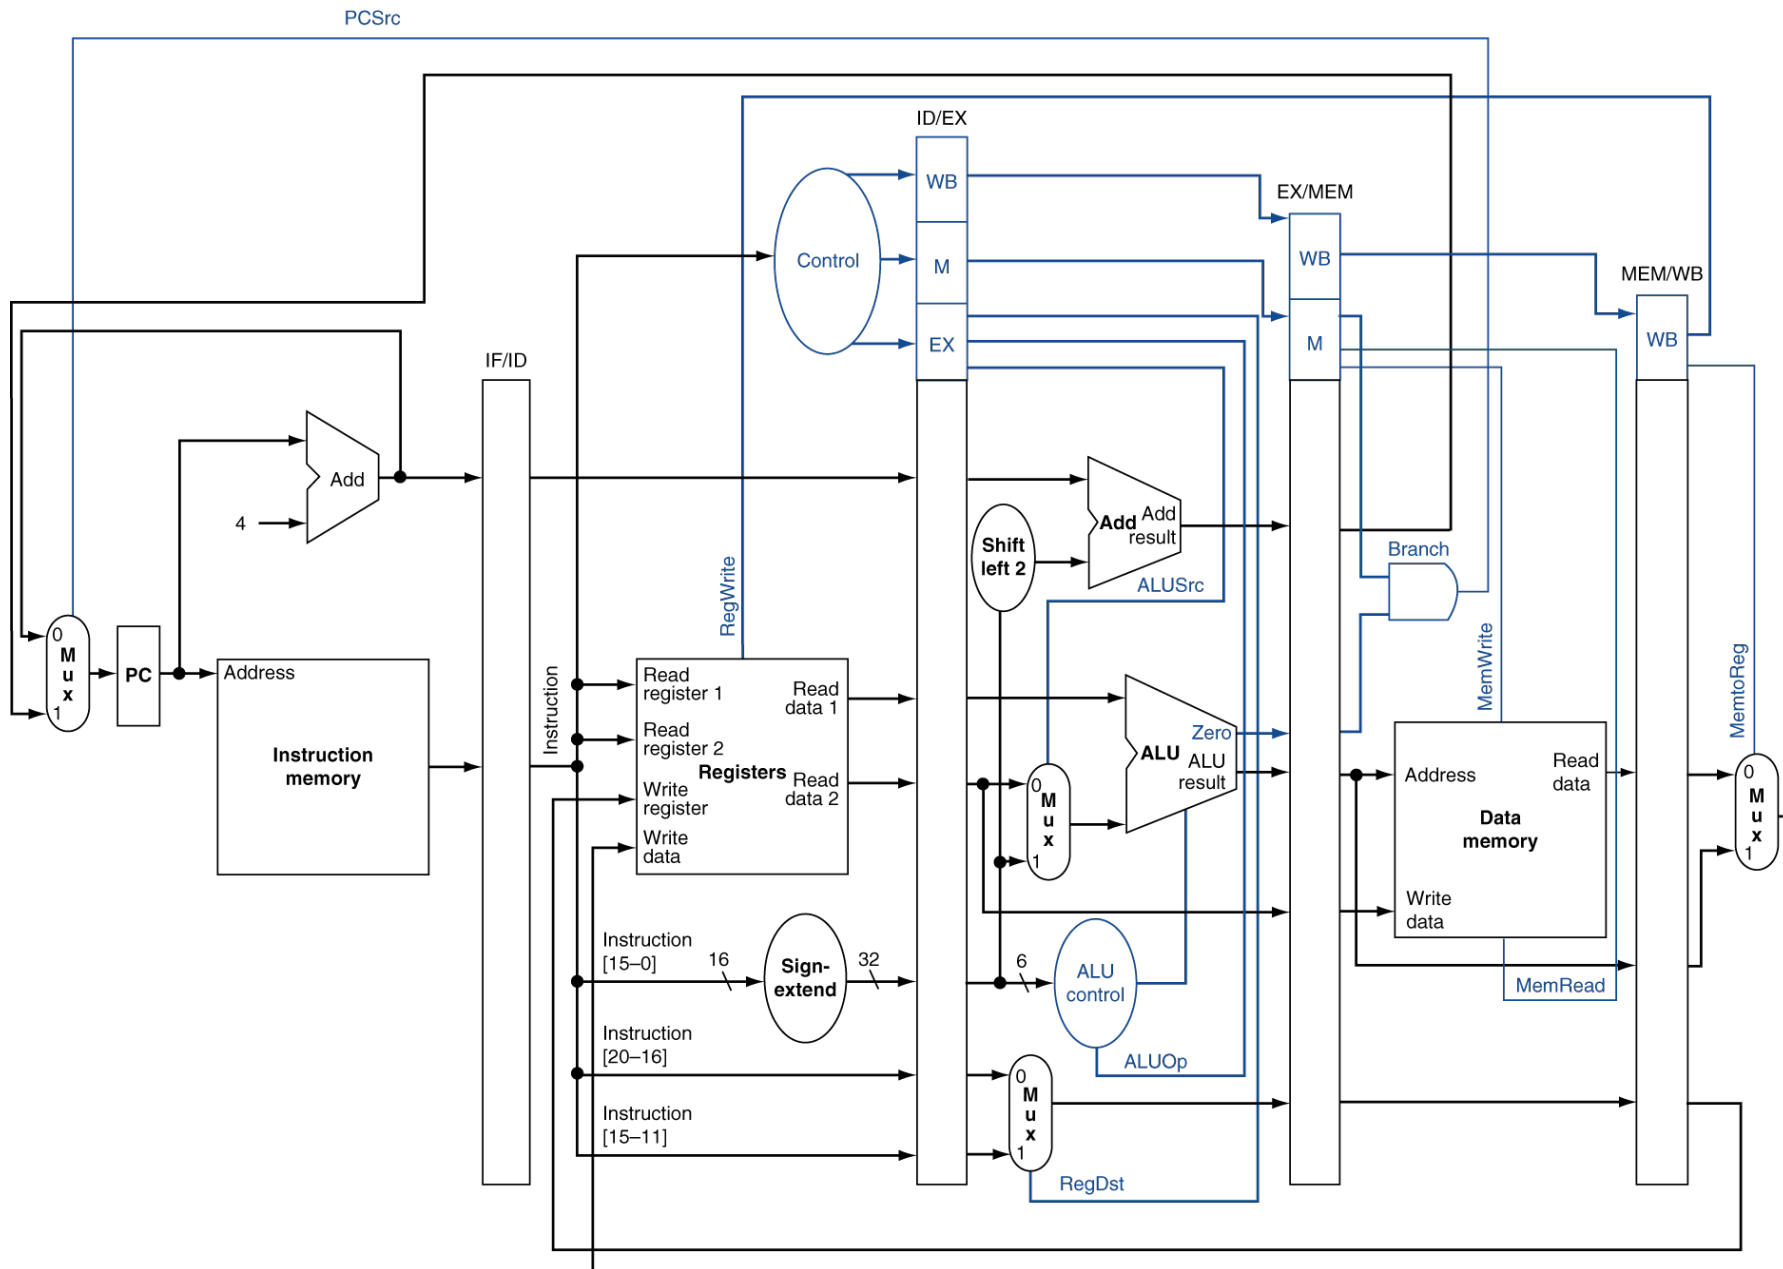 PCSrc
ID/EX
WB
EX/MEM
Control
M
WB
MEM/WB
EX
M
WB
IF/ID
Add
4
Add Add
result
Shift
left 2
Branch
ALUSrc
RegWrite
MemWrite
MemtoReg
0
M
u
x
1
PC
Address
Instruction
memory
Instruction
Read
register 1
Read
data 1
Read
register 2
Registers
Write
register
Read
data 2
Write
data
Zero
ALU
ALU
result
0
M
u
x
1
Address
Read
data
Data
memory
Write
data
0
M
u
x
1
Instruction
[15–0]
16
Sign-
extend
32
6
ALU
control
MemRead
Instruction
[20–16]
ALUOp
0
M
u
x
1
Instruction
[15–11]
RegDst